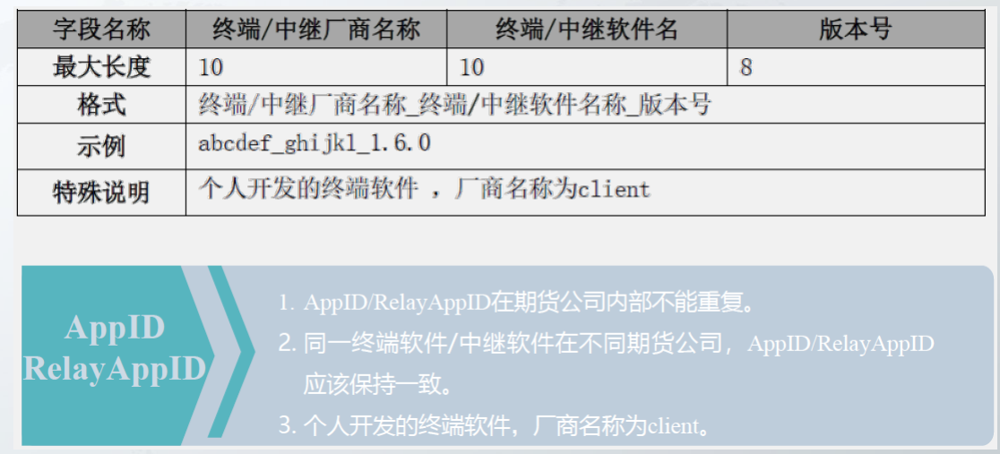 字段名称 终端/中继厂商名称 终端/中继软件名 版本号
最大长度 10 10 8
格式 终端/中继厂商名称_终端/中继软件名称_版本号
示例 abcdef_ghijkl_1.6.0
特殊说明 个人开发的终端软件 ，厂商名称为client
AppID
RelayAppID
1. AppID/RelayAppID在期货公司内部不能重复。
2. 同一终端软件/中继软件在不同期货公司，AppID/RelayAppID
应该保持一致。
3. 个人开发的终端软件，厂商名称为client。